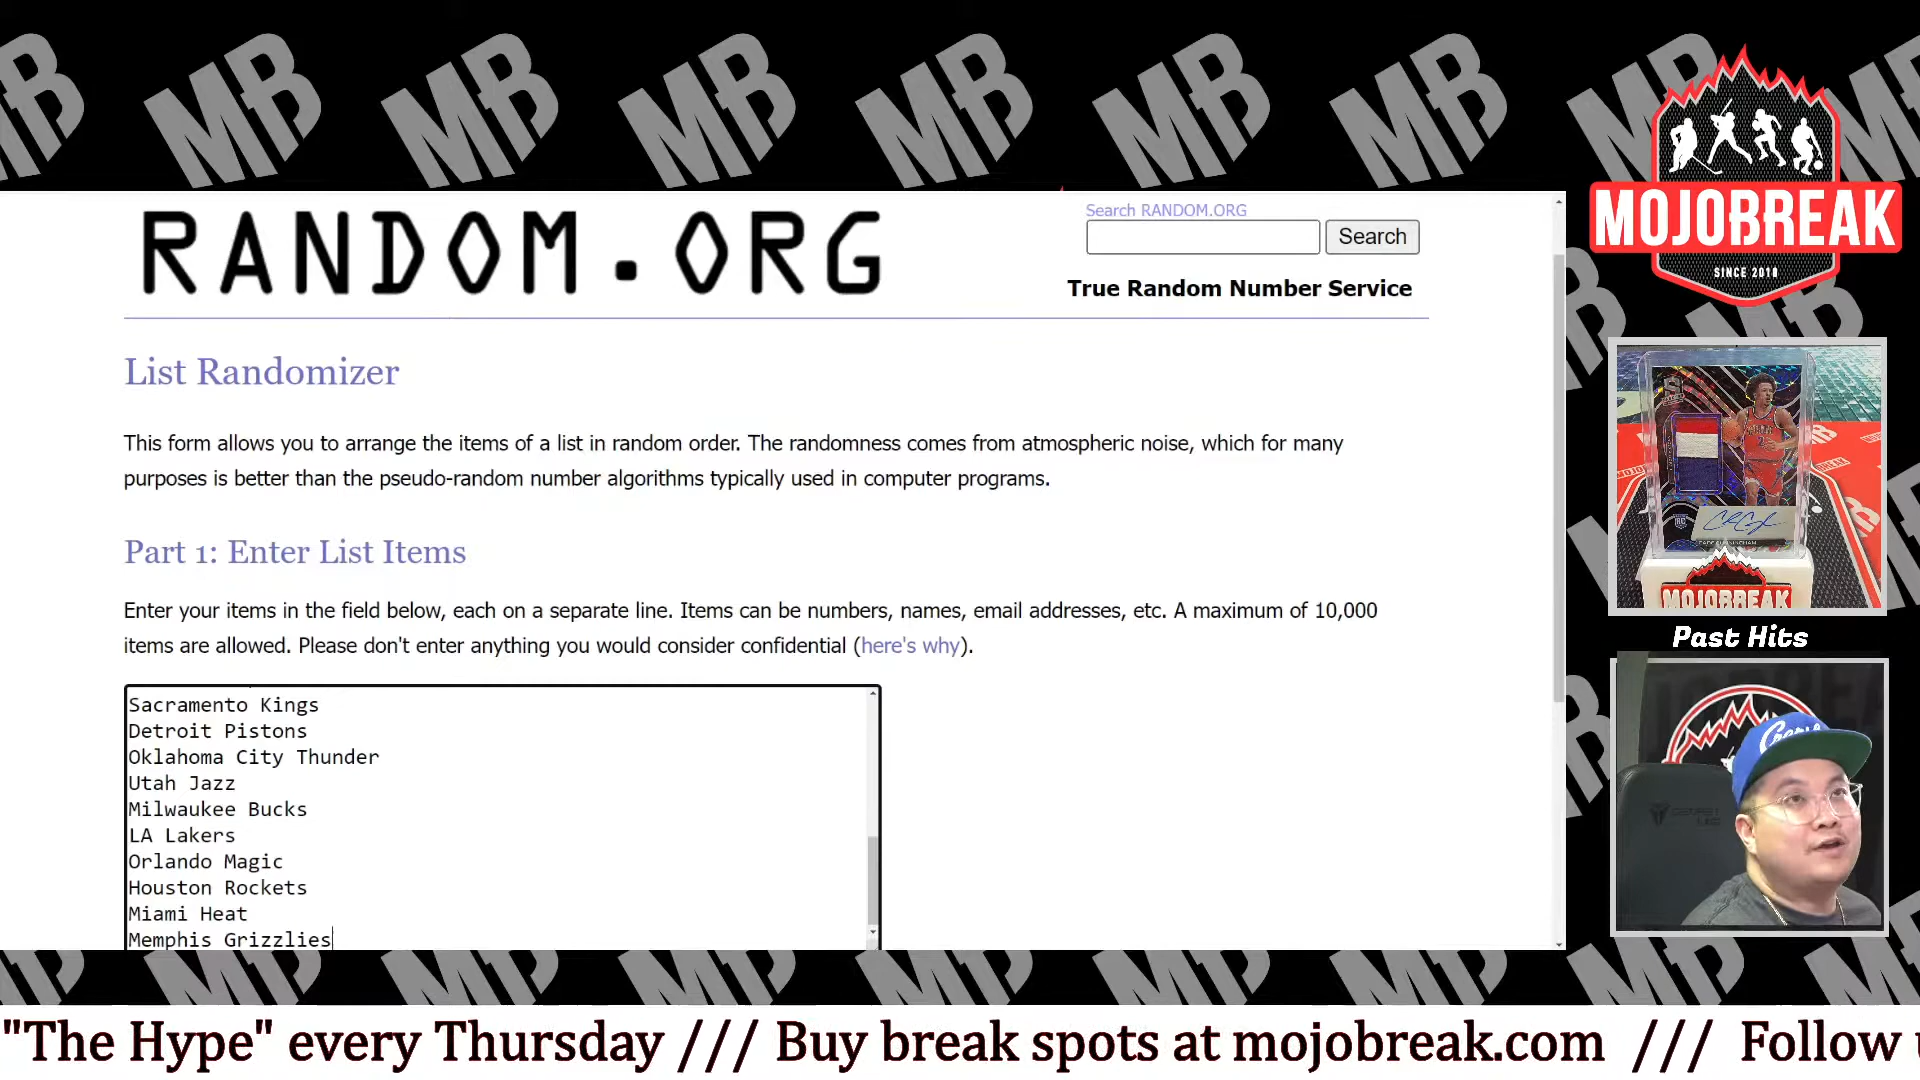 RANDOM.ORG
Search RANDOM.ORG
Search
True Random Number Service
List Randomizer
This form allows you to arrange the items of a list in random order. The randomness comes from atmospheric noise, which for many
purposes is better than the pseudo-random number algorithms typically used in computer programs.
Part 1: Enter List Items
Enter your items in the field below, each on a separate line. Items can be numbers, names, email addresses, etc. A maximum of 10,000
items are allowed. Please don't enter anything you would consider confidential (here's why).
Sacramento Kings
Detroit Pistons
Oklahoma City Thunder
Utah Jazz
Milwaukee Bucks
LA Lakers
Orlando Magic
Houston Rockets
Miami Heat
Memphis Grizzlies
MB MB MB MB MB MB
MOJOBREAK
SINCE 2010
MOJOBREAK
Past Hits
"The Hype" every Thursday /// Buy break spots at mojobreak.com /// Follow